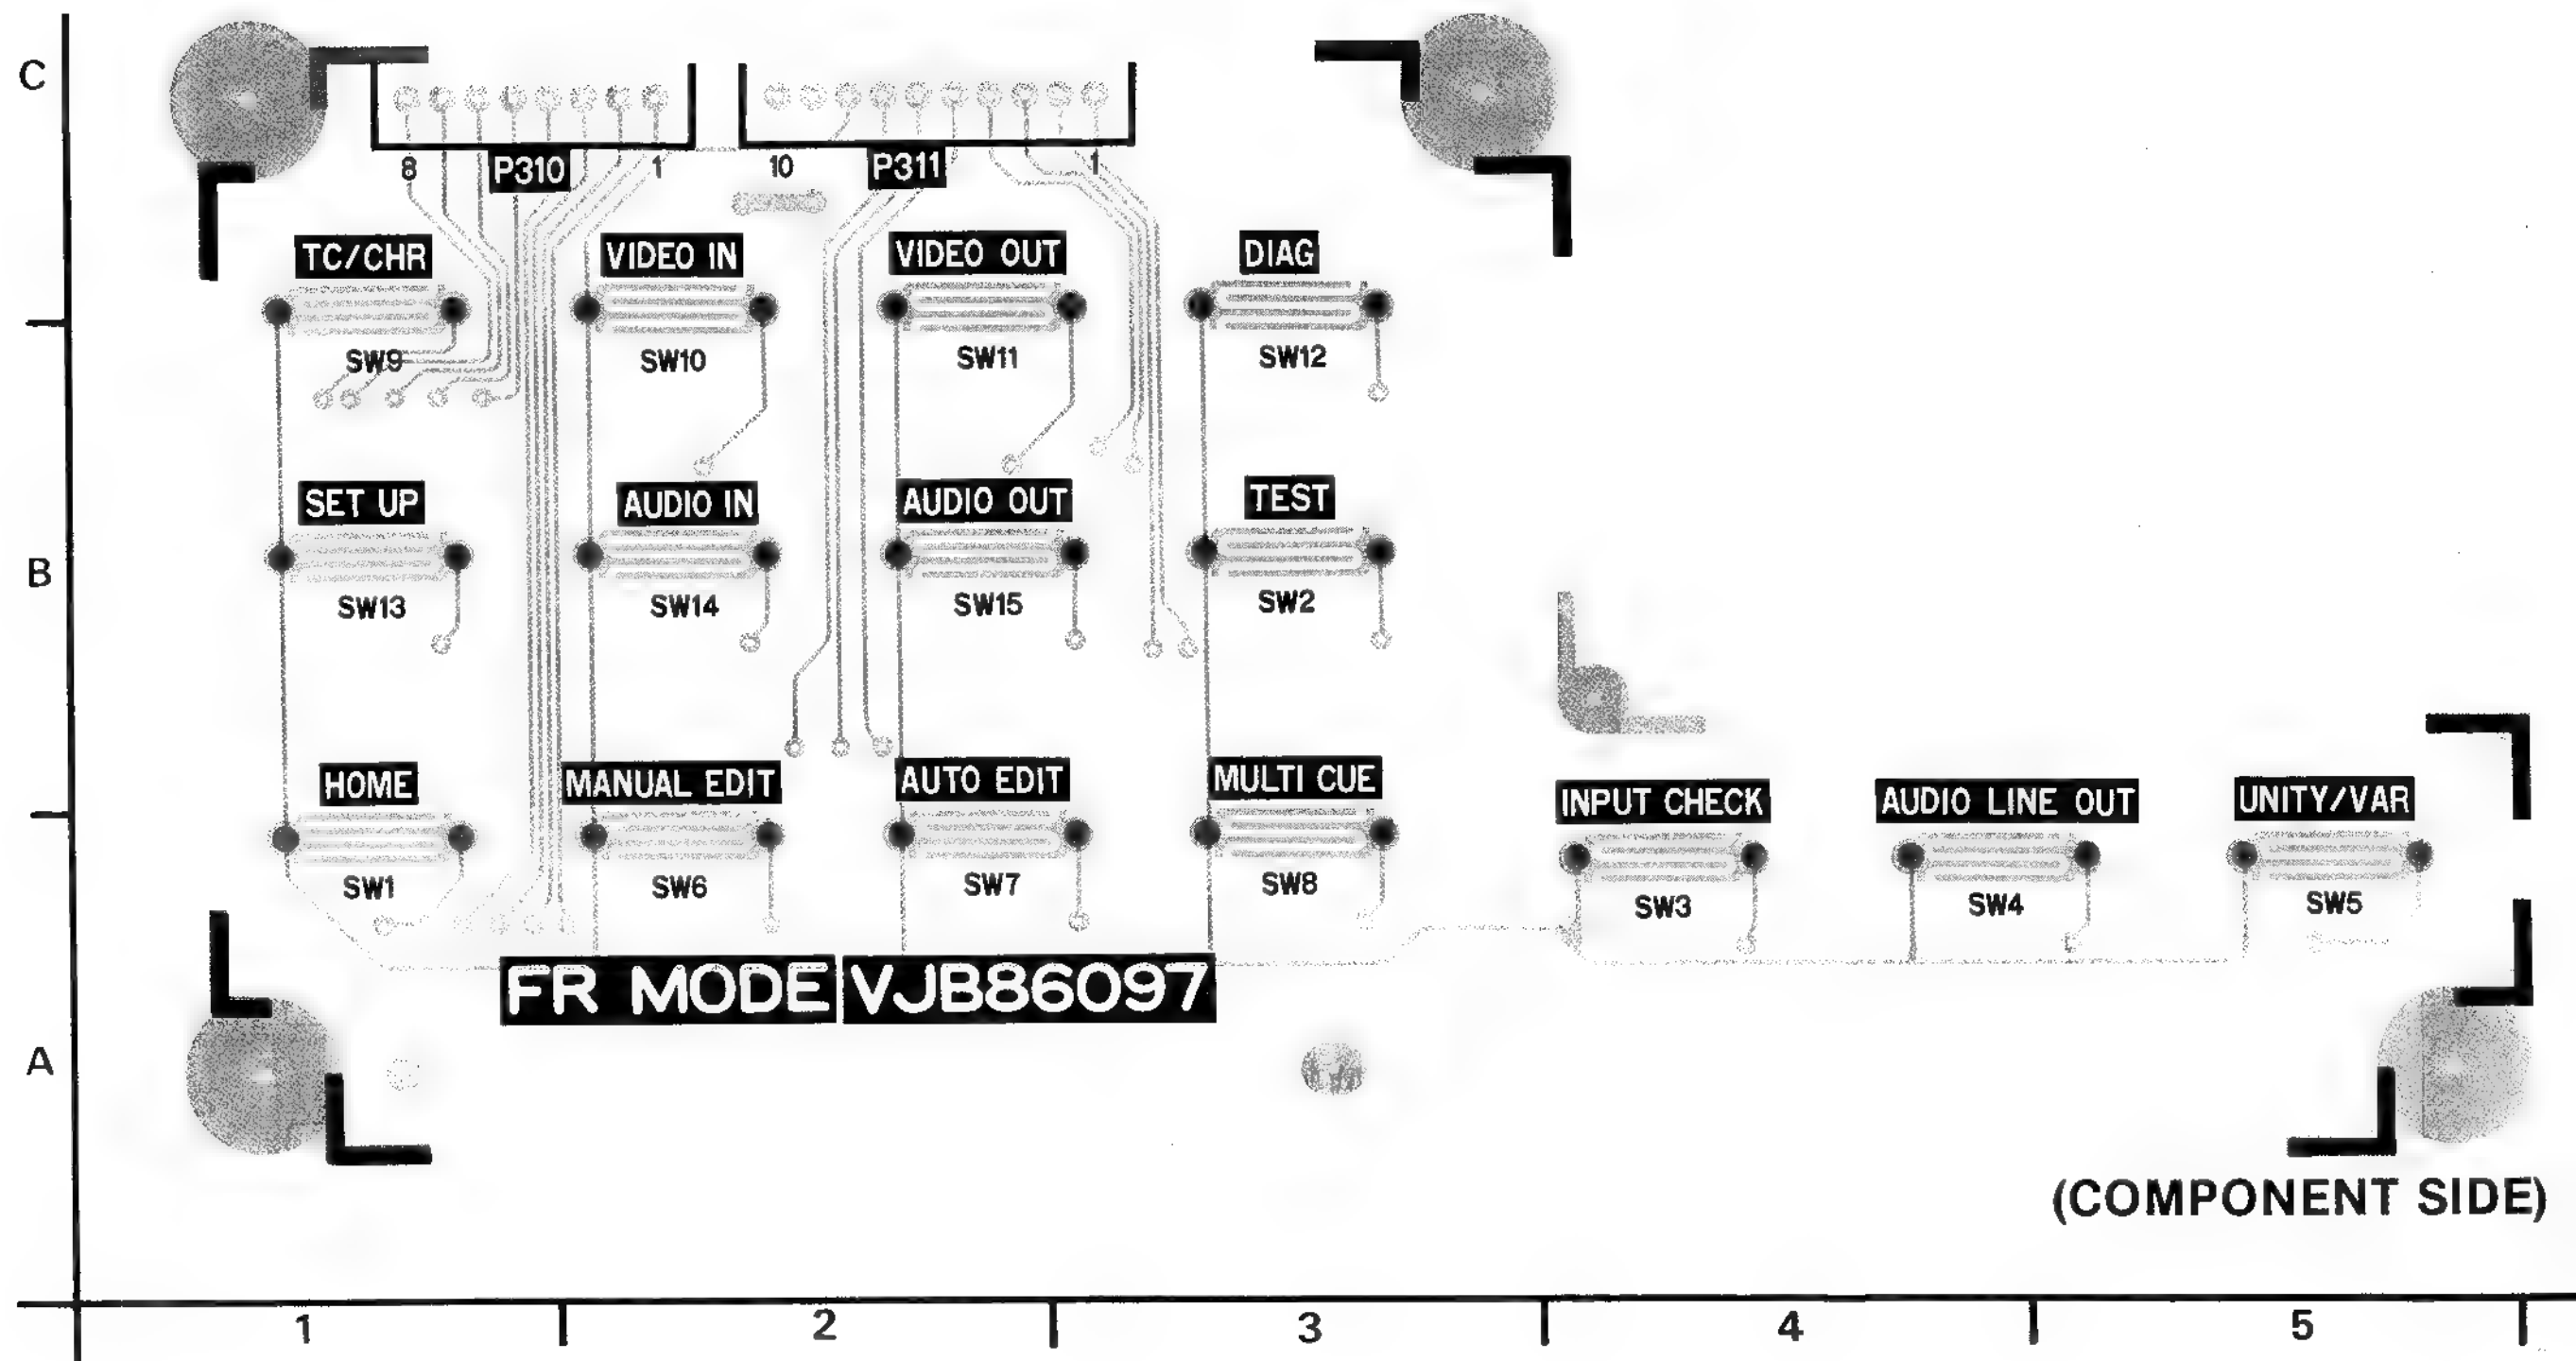 C
8 P310 1 10 P311 1
TC/CHR VIDEO IN VIDEO OUT DIAG
SW9 SW10 SW11 SW12
SET UP AUDIO IN AUDIO OUT TEST
B
SW13 SW14 SW15 SW2
HOME MANUAL EDIT AUTO EDIT MULTI CUE INPUT CHECK AUDIO LINE OUT UNITY/VAR
SW1 SW6 SW7 SW8 SW3 SW4 SW5
FR MODE VJB86097
A
(COMPONENT SIDE)
1 2 3 4 5